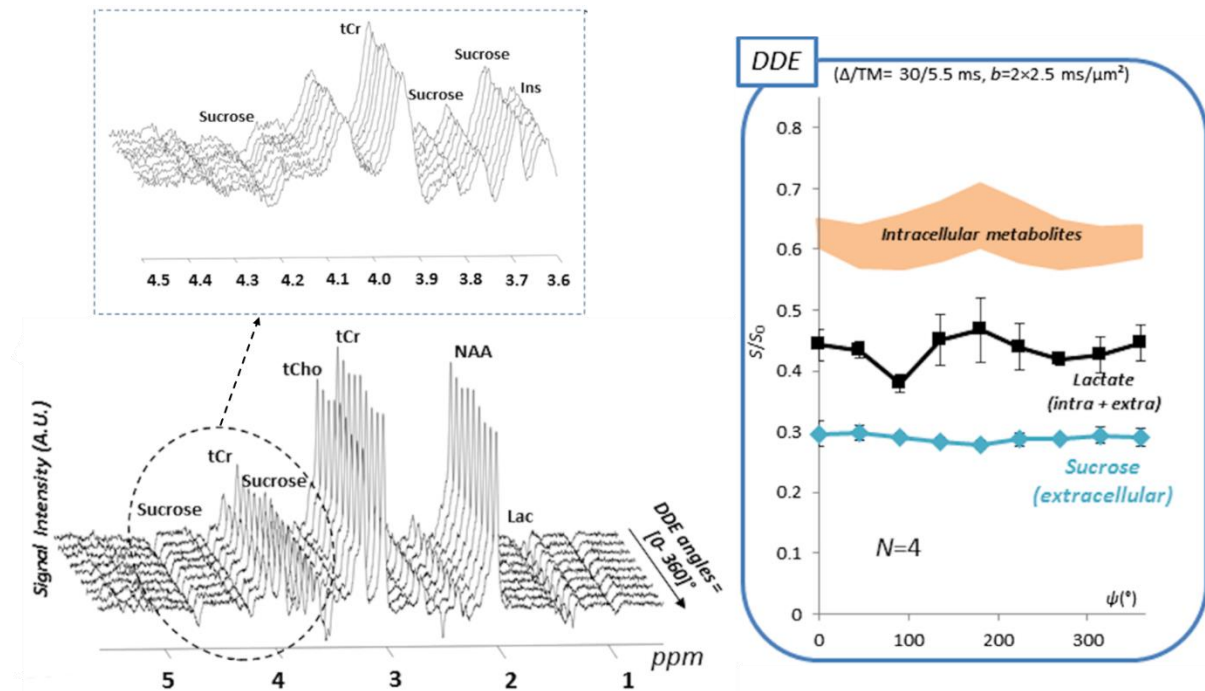 tCr
Sucrose
Ins
Sucrose
Sucrose
4.5 4.4 4.3 4.2 4.1 4.0 3.9 3.8 3.7 3.6
tCr
tCho
NAA
tCr
Sucrose
Sucrose
Lac
Signal Intensity (A.U.)
DDE angles =
[0- 360]°
5 4 3 2 1 ppm
DDE
(Δ/TM= 30/5.5 ms, b=2×2.5 ms/µm²)
0.8
0.7
0.6
0.5
0.4
0.3
0.2
0.1
0
S/S₀
Intracellular metabolites
Lactate
(intra + extra)
Sucrose
(extracellular)
N=4
ψ(°)
0 100 200 300